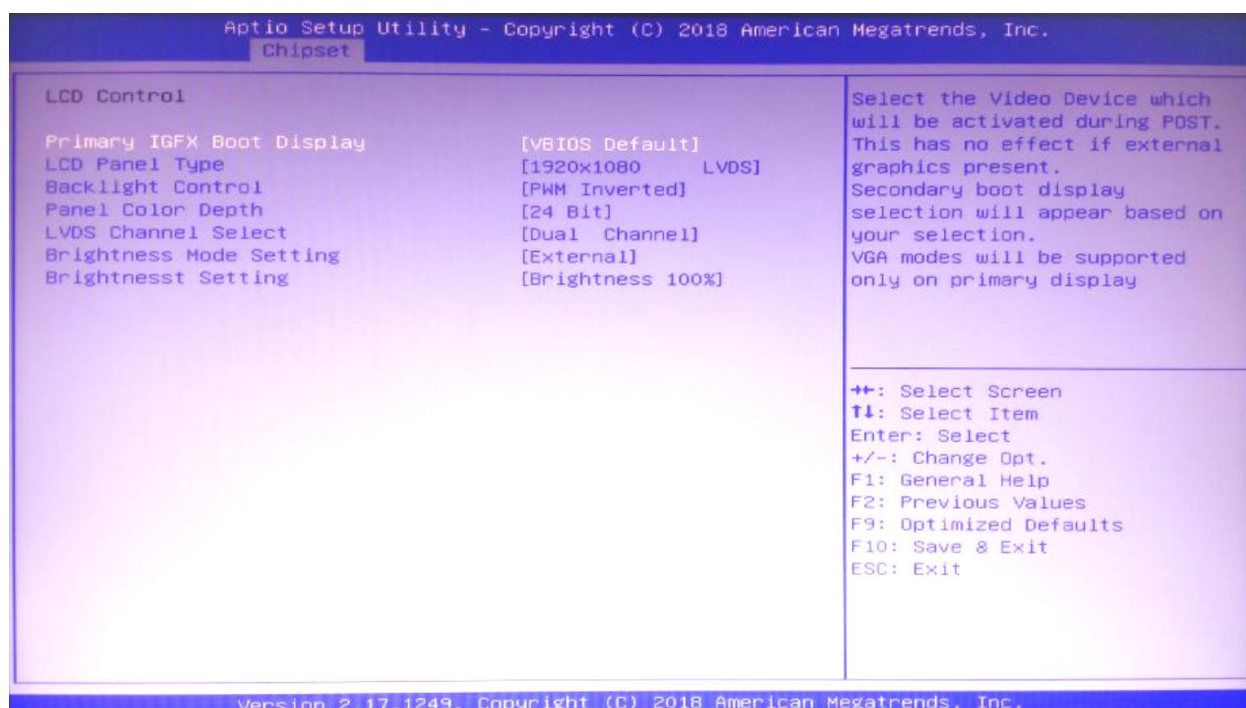 Aptio Setup Utility - Copyright (C) 2018 American Megatrends, Inc.
Chipset
LCD Control
Primary IGFX Boot Display [VBIOS Default]
LCD Panel Type [1920x1080 LVDS]
Backlight Control [PWM Inverted]
Panel Color Depth [24 Bit]
LVDS Channel Select [Dual Channel]
Brightness Mode Setting [External]
Brightnesst Setting [Brightness 100%]
Select the Video Device which
will be activated during POST.
This has no effect if external
graphics present.
Secondary boot display
selection will appear based on
your selection.
VGA modes will be supported
only on primary display
→←: Select Screen
↑↓: Select Item
Enter: Select
+/-: Change Opt.
F1: General Help
F2: Previous Values
F9: Optimized Defaults
F10: Save & Exit
ESC: Exit
Version 2.17.1249. Copyright (C) 2018 American Megatrends, Inc.